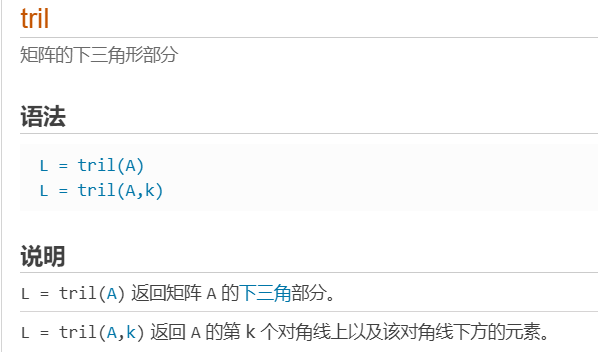 tril
矩阵的下三角形部分
语法
L = tril(A)
L = tril(A,k)
说明
L = tril(A) 返回矩阵 A 的下三角部分。
L = tril(A,k) 返回 A 的第 k 个对角线上以及该对角线下方的元素。